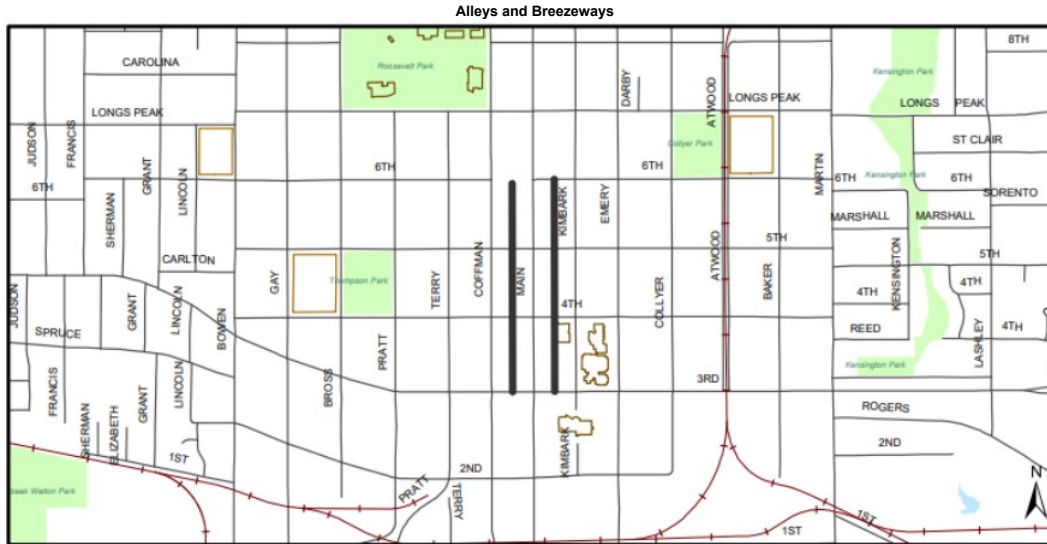 Alleys and Breezeways
8TH
CAROLINA
Roosevelt Park
Kensington Park
DARBY
ATWOOD
LONGS PEAK
LONGS PEAK
LONGS PEAK
JUDSON
FRANCIS
Collyer Park
ST CLAIR
GRANT
LINCOLN
6TH
6TH
MARTIN
6TH
Kensington Park
6TH
6TH
SORENTO
SHERMAN
KIMBARK
EMERY
MARSHALL
MARSHALL
5TH
ATWOOD
CARLTON
5TH
GAY
Thompson Park
TERRY
COFFMAN
MAIN
BAKER
KENSINGTON
4TH
4TH
4TH
COLLYER
JUDSON
GRANT
LINCOLN
BOWEN
SPRUCE
REED
4TH
LASHLEY
PRATT
Kensington Park
3RD
BROSS
FRANCIS
LINCOLN
GRANT
ROGERS
SHERMAN
ELIZABETH
2ND
KIMBARK
1ST
2ND
N
Walton Park
PRATT
TERRY
1ST
1ST